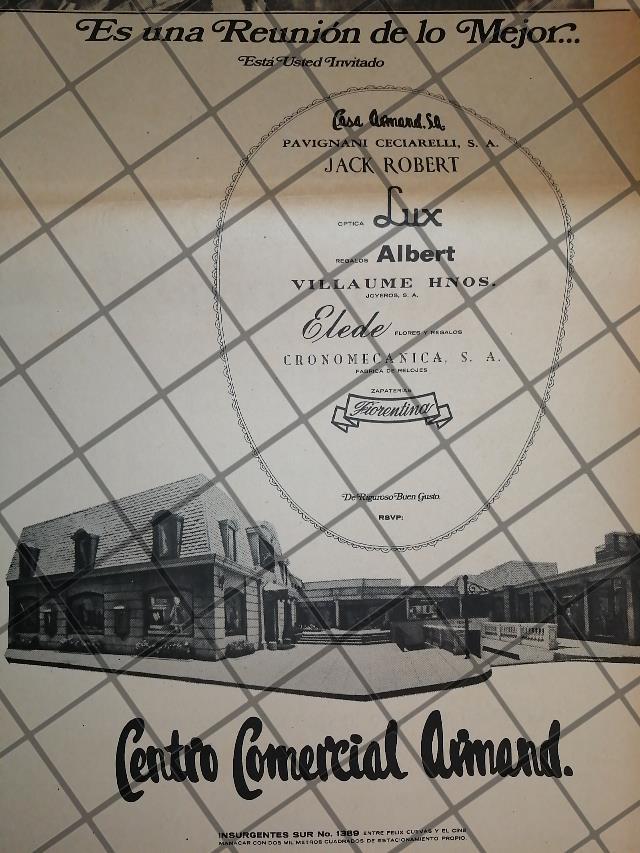 Es una Reunión de lo Mejor...
Está Usted Invitado
Casa Armand. S.a.
PAVIGNANI CECIARELLI, S. A.
JACK ROBERT
OPTICA Lux
REGALOS Albert
VILLAUME HNOS.
JOYEROS, S. A.
Elede FLORES Y REGALOS
CRONOMECANICA, S. A.
FABRICA DE RELOJES
ZAPATERIAS
Fiorentina
De Riguroso Buen Gusto.
RSVP:
Centro Comercial Armand.
INSURGENTES SUR No. 1389 ENTRE FELIX CUEVAS Y EL CINE
MANACAR CON DOS MIL METROS CUADRADOS DE ESTACIONAMIENTO PROPIO.